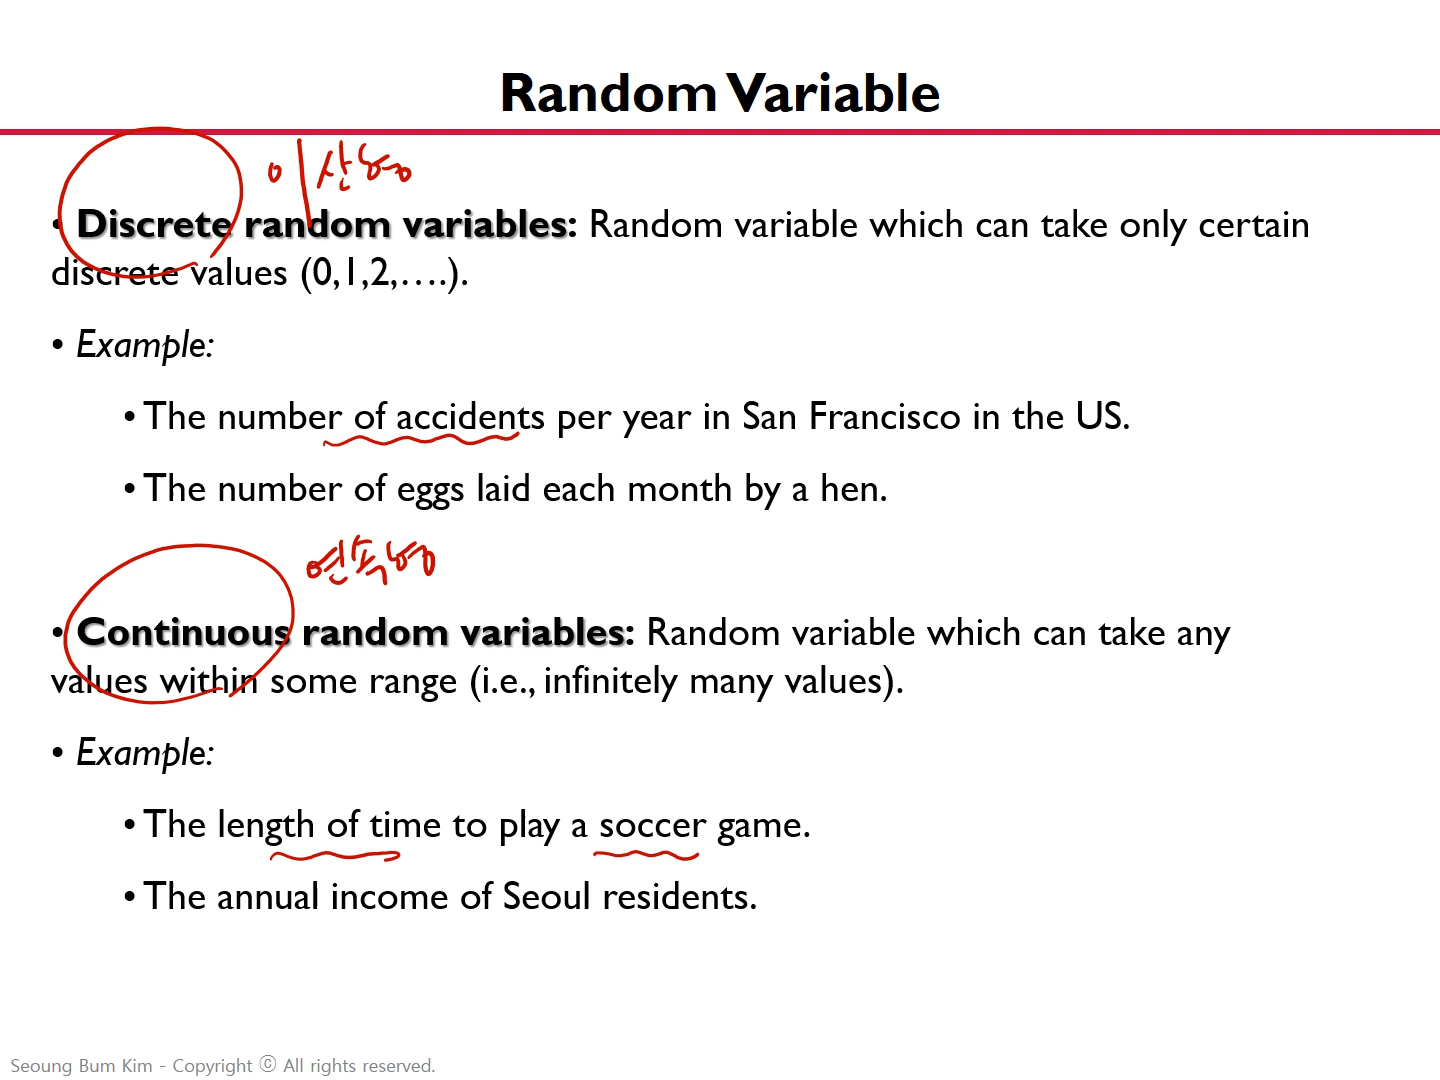 Random Variable
이산형
• Discrete random variables: Random variable which can take only certain
discrete values (0,1,2,....).
• Example:
• The number of accidents per year in San Francisco in the US.
• The number of eggs laid each month by a hen.
연속형
• Continuous random variables: Random variable which can take any
values within some range (i.e., infinitely many values).
• Example:
• The length of time to play a soccer game.
• The annual income of Seoul residents.
Seoung Bum Kim - Copyright ⓒ All rights reserved.